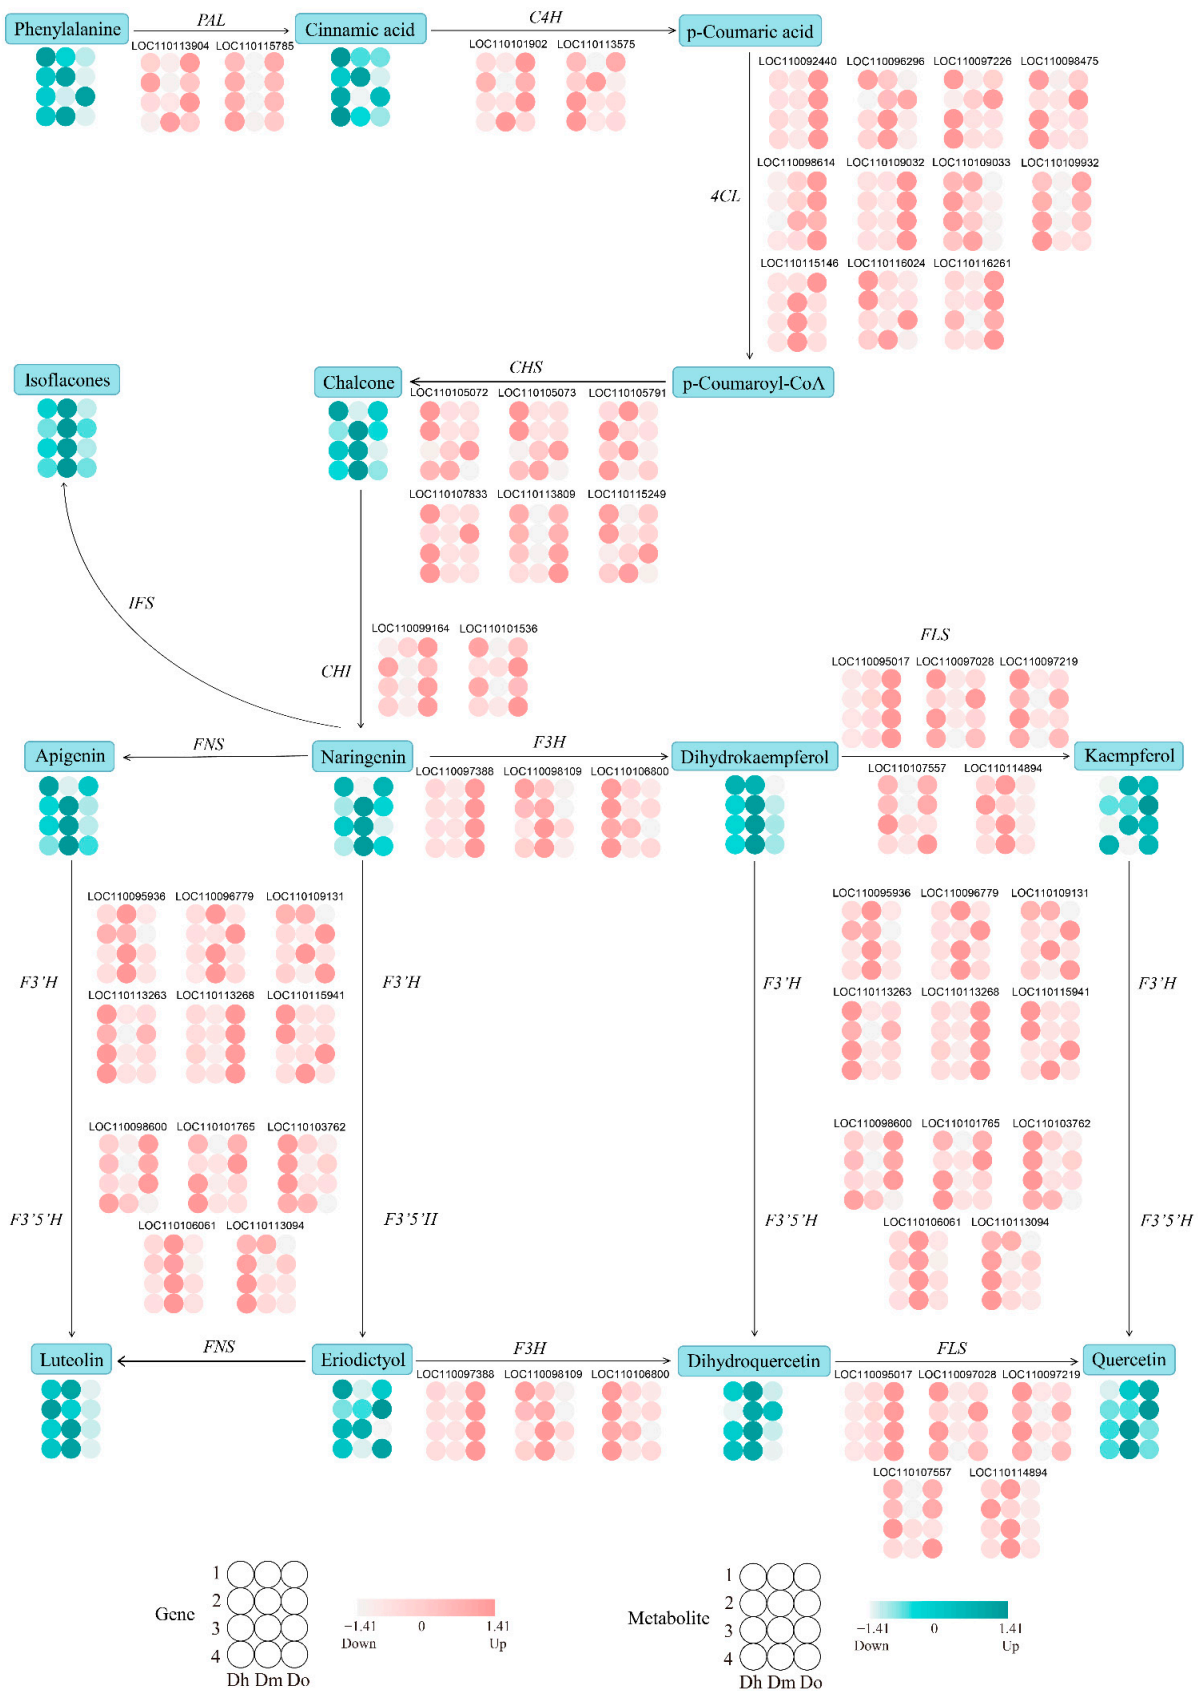 PAL
C4H
Phenylalanine
Cinnamic acid
p-Coumaric acid
LOC110113904 LOC110115785
LOC110101902 LOC110113575
LOC110092440 LOC110096296 LOC110097226 LOC110098475
LOC110098614 LOC110109032 LOC110109033 LOC110109932
4CL
LOC110115146 LOC110116024 LOC110116261
CHS
Isoflacones
Chalcone
p-Coumaroyl-CoA
LOC110105072 LOC110105073 LOC110105791
LOC110107833 LOC110113809 LOC110115249
IFS
LOC110099164 LOC110101536
CHI
FLS
LOC110095017 LOC110097028 LOC110097219
FNS
F3H
Apigenin
Naringenin
Dihydrokaempferol
Kaempferol
LOC110097388 LOC110098109 LOC110106800
LOC110107557 LOC110114894
LOC110095936 LOC110096779 LOC110109131
LOC110095936 LOC110096779 LOC110109131
F3’H
F3’H
F3’H
F3’H
LOC110113263 LOC110113268 LOC110115941
LOC110113263 LOC110113268 LOC110115941
LOC110098600 LOC110101765 LOC110103762
LOC110098600 LOC110101765 LOC110103762
F3’5’H
F3’5’H
F3’5’H
F3’5’H
LOC110106061 LOC110113094
LOC110106061 LOC110113094
FNS
F3H
FLS
Luteolin
Eriodictyol
Dihydroquercetin
Quercetin
LOC110097388 LOC110098109 LOC110106800
LOC110095017 LOC110097028 LOC110097219
LOC110107557 LOC110114894
Gene
1
2
3
4
Dh Dm Do
−1.41 0 1.41
Down Up
Metabolite
1
2
3
4
Dh Dm Do
−1.41 0 1.41
Down Up